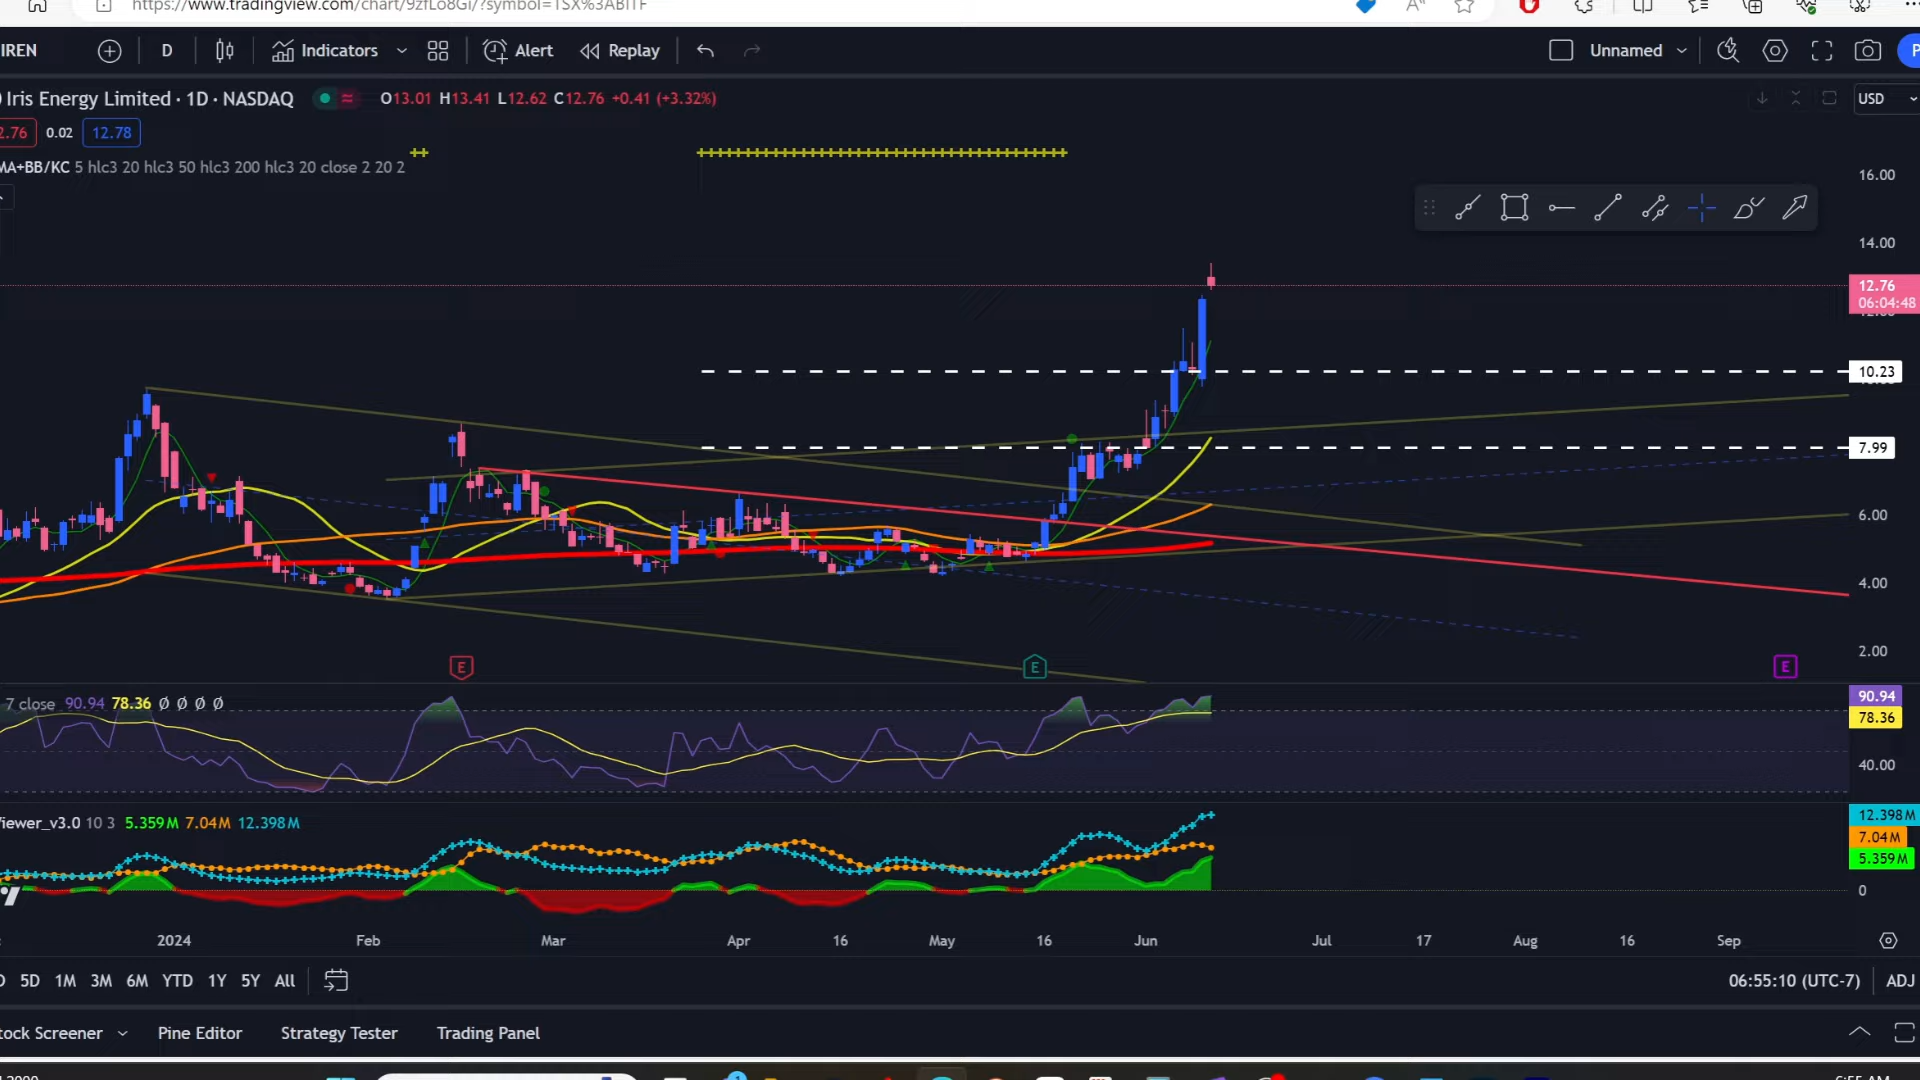 https://www.tradingview.com/chart/9zfLo8Gi/?symbol=TSX%3ABITF
IREN D Indicators Alert Replay Unnamed P
Iris Energy Limited · 1D · NASDAQ O13.01 H13.41 L12.62 C12.76 +0.41 (+3.32%) USD
2.76 0.02 12.78
MA+BB/KC 5 hlc3 20 hlc3 50 hlc3 200 hlc3 20 close 2 20 2
16.00
14.00
12.76
06:04:48
10.23
7.99
6.00
4.00
2.00
E E E
7 close 90.94 78.36 Ø Ø Ø Ø
90.94
78.36
40.00
iewer_v3.0 10 3 5.359M 7.04M 12.398M
12.398M
7.04M
5.359M
0
2024 Feb Mar Apr 16 May 16 Jun Jul 17 Aug 16 Sep
D 5D 1M 3M 6M YTD 1Y 5Y All 06:55:10 (UTC-7) ADJ
tock Screener Pine Editor Strategy Tester Trading Panel